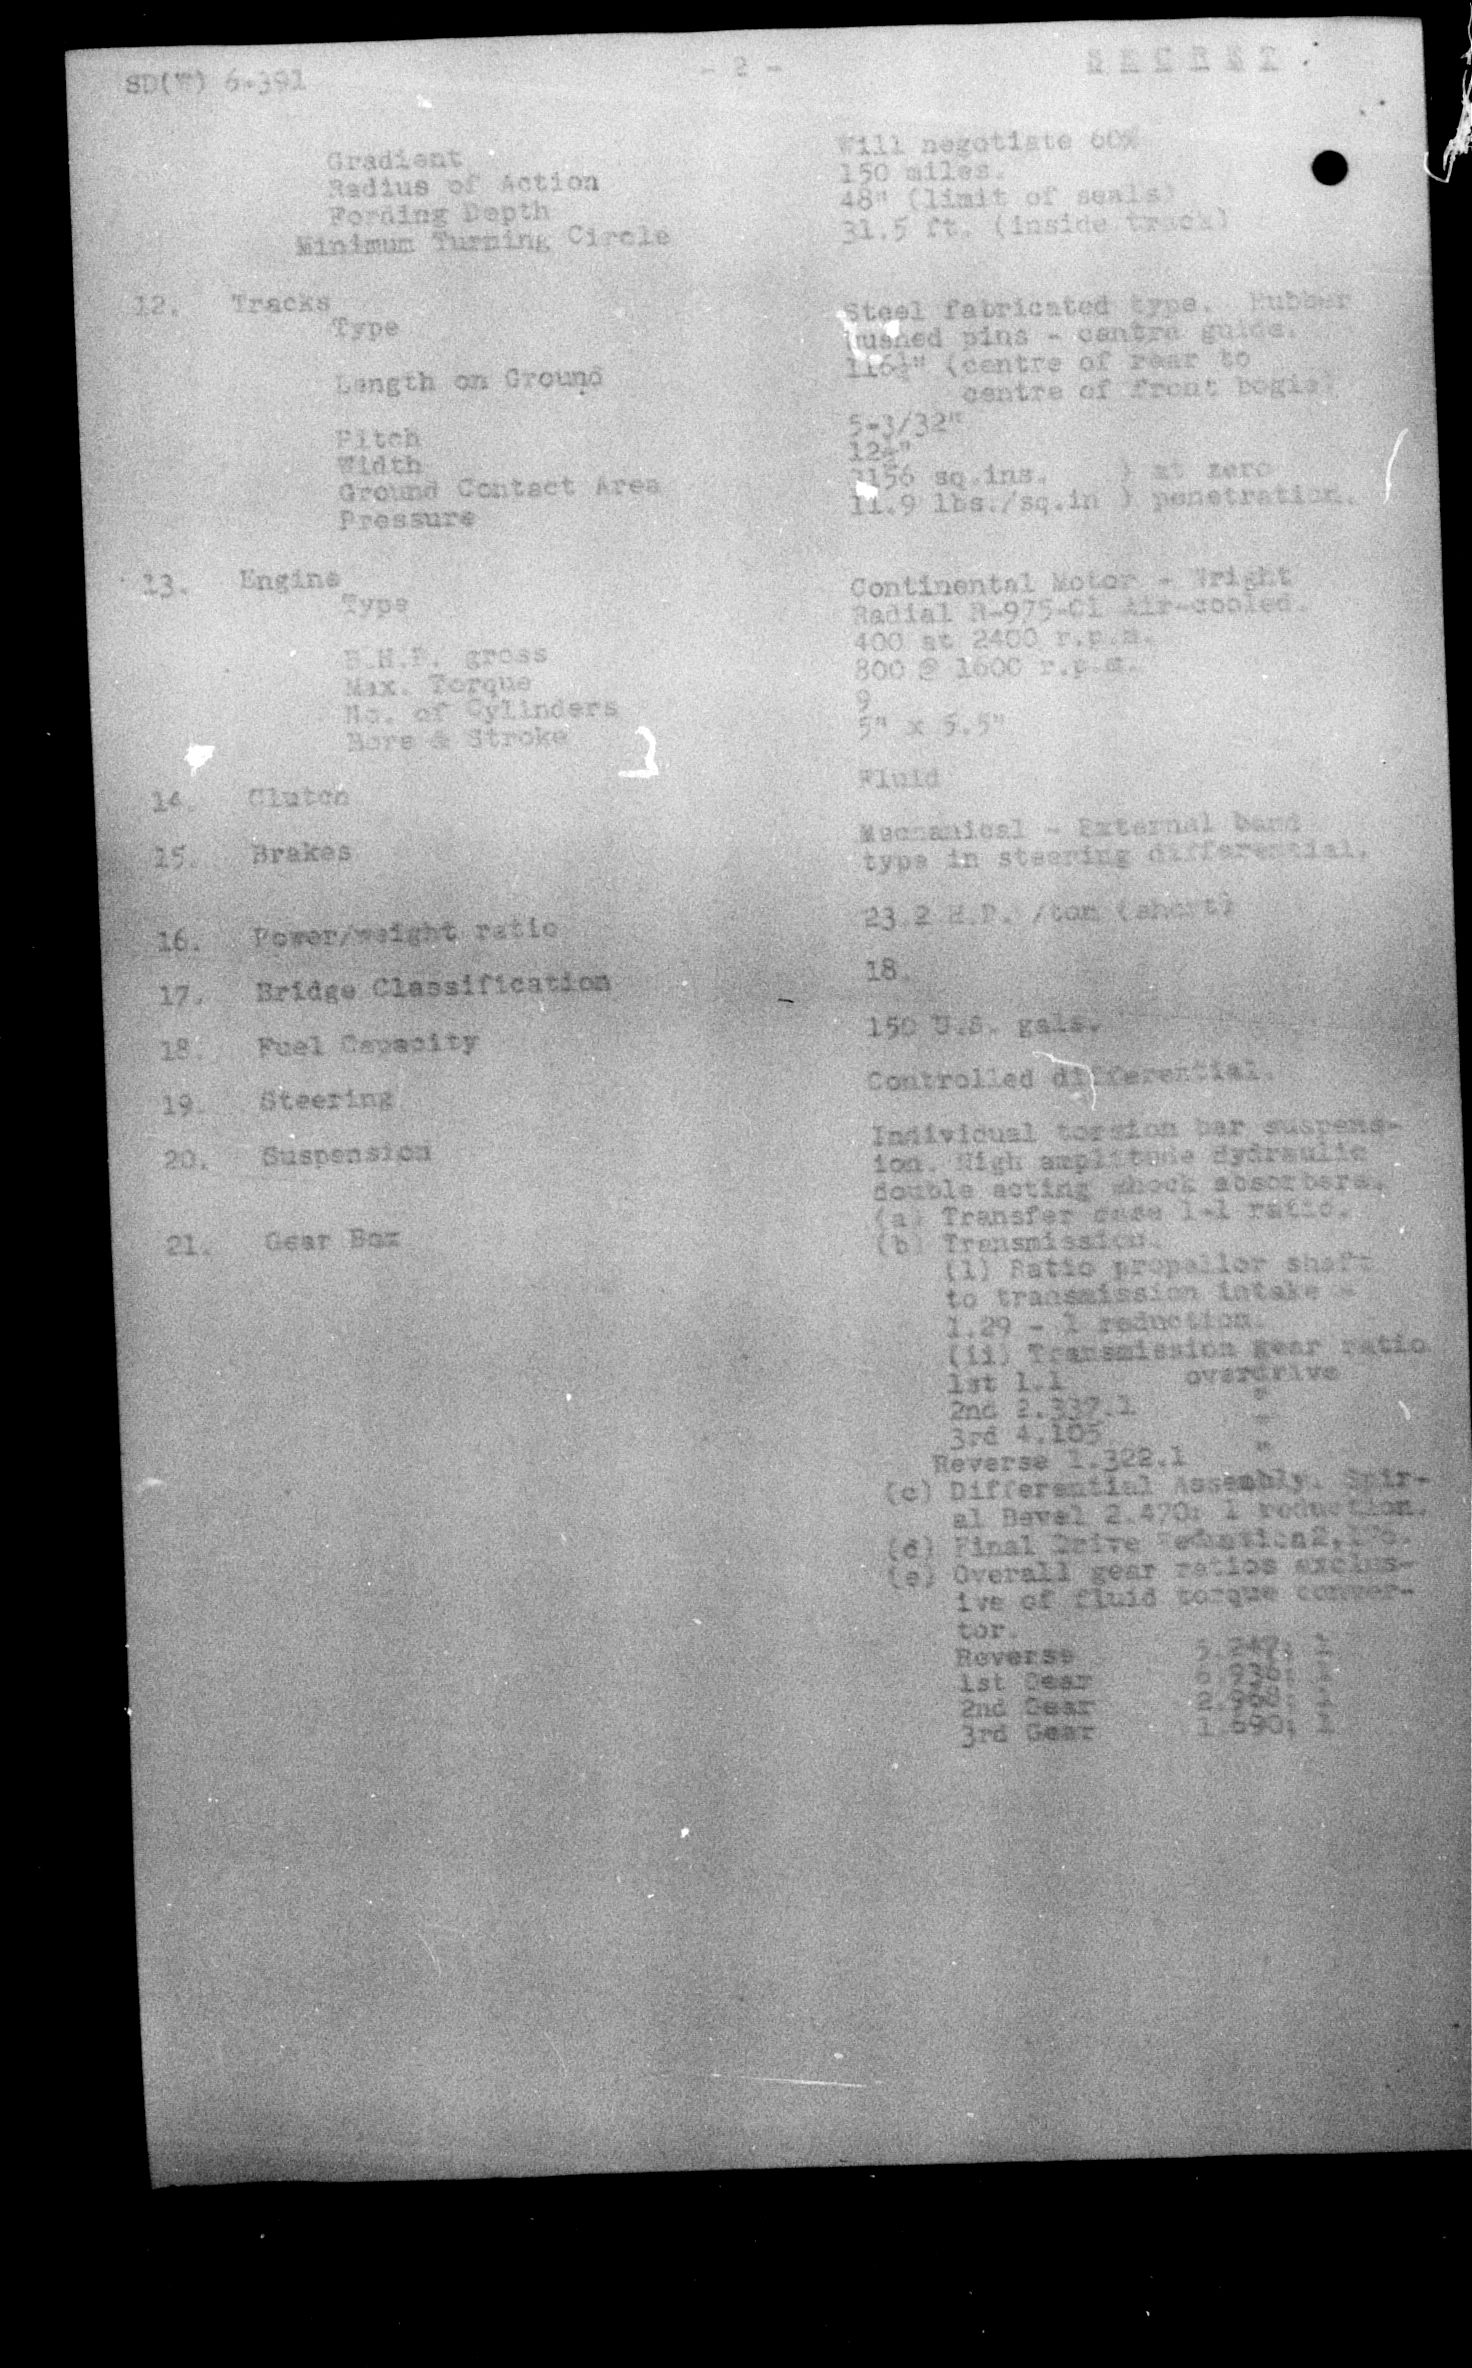 SD(W) 6.391 - 2 - SECRET
Gradient Will negotiate 60%
Radius of Action 150 miles.
Fording Depth 48" (limit of seals)
Minimum Turning Circle 31.5 ft. (inside track)
12. Tracks
Type Steel fabricated type. Rubber
bushed pins - centre guide.
Length on Ground 116½" (centre of rear to
centre of front bogie)
Pitch 5-3/32"
Width 12½"
Ground Contact Area sq.ins. ) at zero
Pressure 11.9 lbs./sq.in ) penetration.
13. Engine
Type Continental Motor - Wright
Radial R-975-C1 Air-cooled.
B.H.P. gross 400 at 2400 r.p.m.
Max. Torque 800 @ 1600 r.p.m.
No. of Cylinders 9
Bore & Stroke 5" x 5.5"
14. Clutch Fluid
15. Brakes Mechanical - External band
type in steering differential.
16. Power/weight ratio 23.2 H.P. /ton (short)
17. Bridge Classification 18.
18. Fuel Capacity 150 U.S. gals.
19. Steering Controlled differential.
20. Suspension Individual torsion bar suspens-
ion. High amplitude dydraulic
double acting shock absorbers.
21. Gear Box (a) Transfer case 1-1 ratio.
(b) Transmission.
(i) Ratio propellor shaft
to transmission intake -
1.29 - 1 reduction.
(ii) Transmission gear ratio
1st 1.1 overdrive
2nd 2.337.1 "
3rd 4.105 "
Reverse 1.322.1 "
(c) Differential Assembly. Spir-
al Bevel 2.470: 1 reduction.
(d) Final Drive
(e) Overall gear ratios exclus-
ive of fluid torque conver-
tor.
Reverse 5.247: 1
1st Gear 6.936: 1
2nd Gear : 1
3rd Gear 1.690: 1